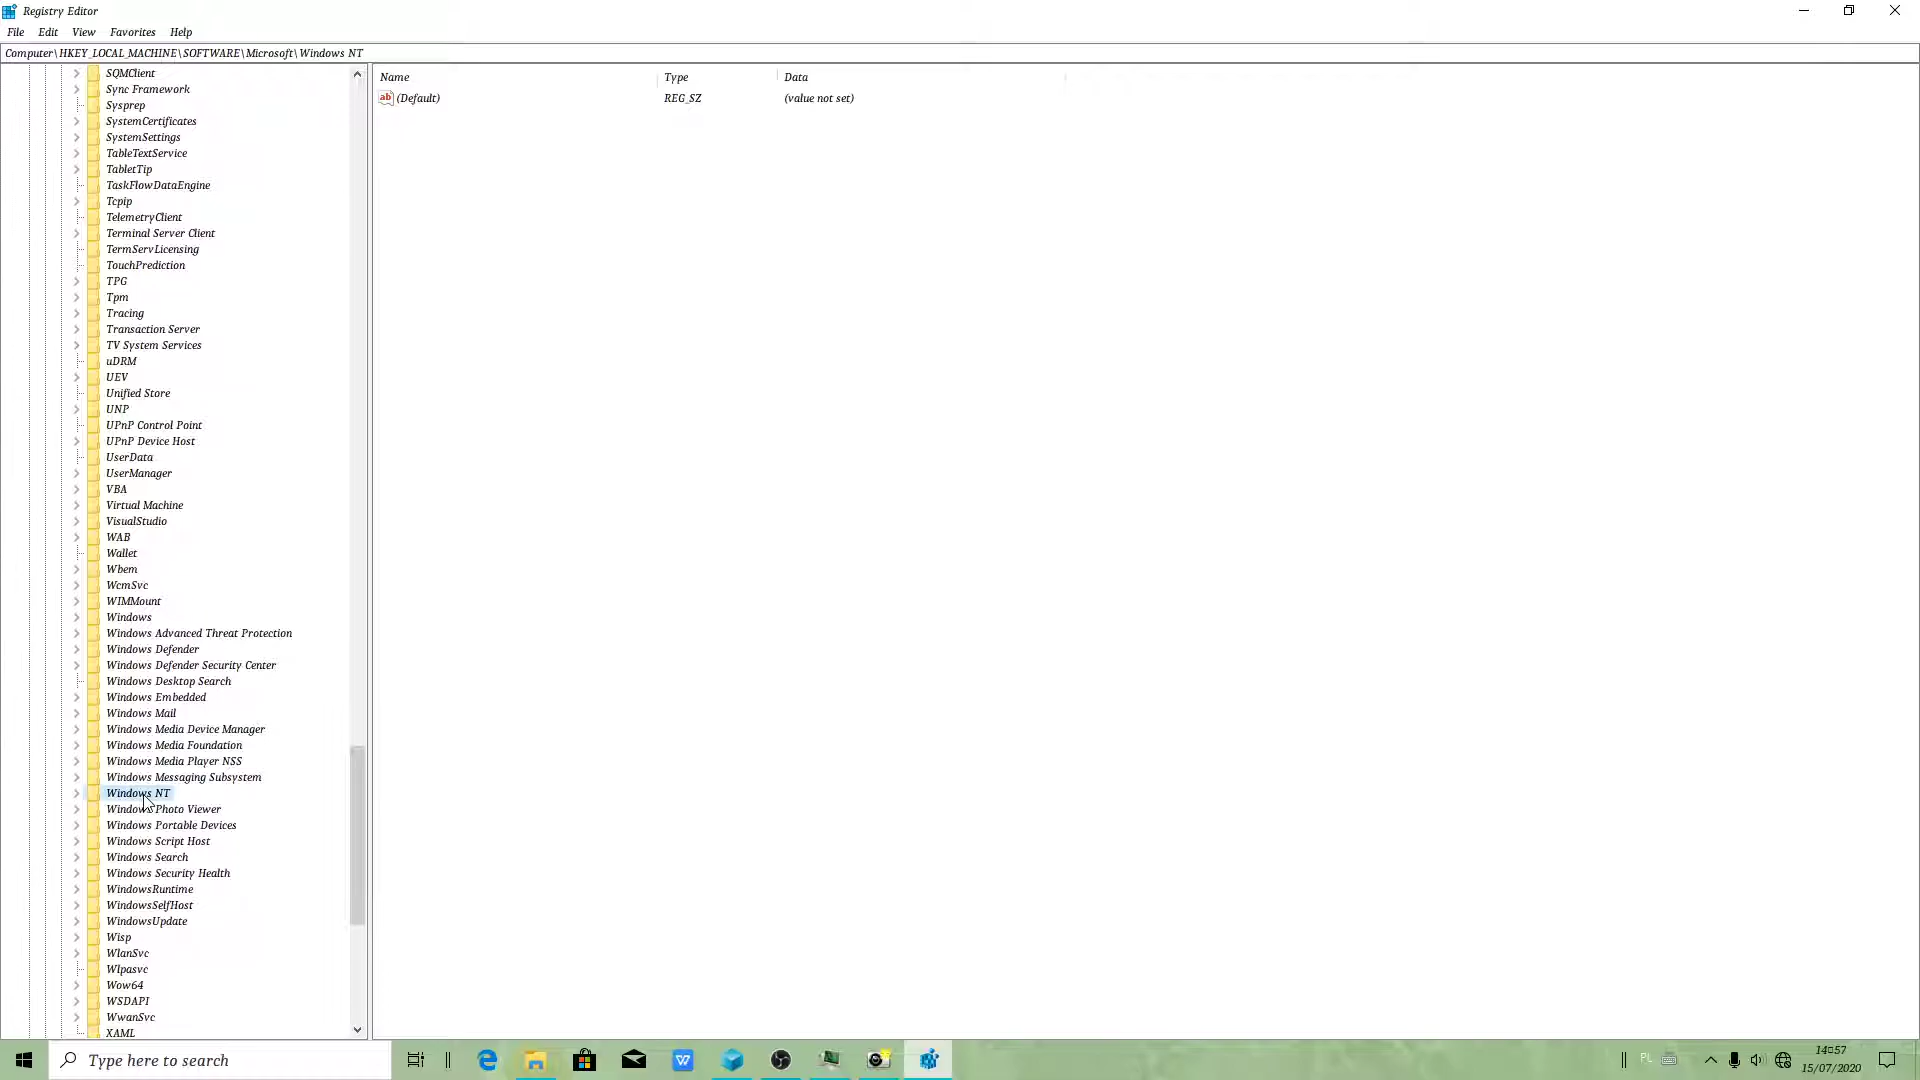 Registry Editor
File Edit View Favorites Help
Computer\HKEY_LOCAL_MACHINE\SOFTWARE\Microsoft\Windows NT
SQMClient
Sync Framework
Sysprep
SystemCertificates
SystemSettings
TableTextService
TabletTip
TaskFlowDataEngine
Tcpip
TelemetryClient
Terminal Server Client
TermServLicensing
TouchPrediction
TPG
Tpm
Tracing
Transaction Server
TV System Services
uDRM
UEV
Unified Store
UNP
UPnP Control Point
UPnP Device Host
UserData
UserManager
VBA
Virtual Machine
VisualStudio
WAB
Wallet
Wbem
WcmSvc
WIMMount
Windows
Windows Advanced Threat Protection
Windows Defender
Windows Defender Security Center
Windows Desktop Search
Windows Embedded
Windows Mail
Windows Media Device Manager
Windows Media Foundation
Windows Media Player NSS
Windows Messaging Subsystem
Windows NT
Windows Photo Viewer
Windows Portable Devices
Windows Script Host
Windows Search
Windows Security Health
WindowsRuntime
WindowsSelfHost
WindowsUpdate
Wisp
WlanSvc
Wlpasvc
Wow64
WSDAPI
WwanSvc
XAML
Name Type Data
ab (Default) REG_SZ (value not set)
Type here to search
PL
14▯57
15/07/2020